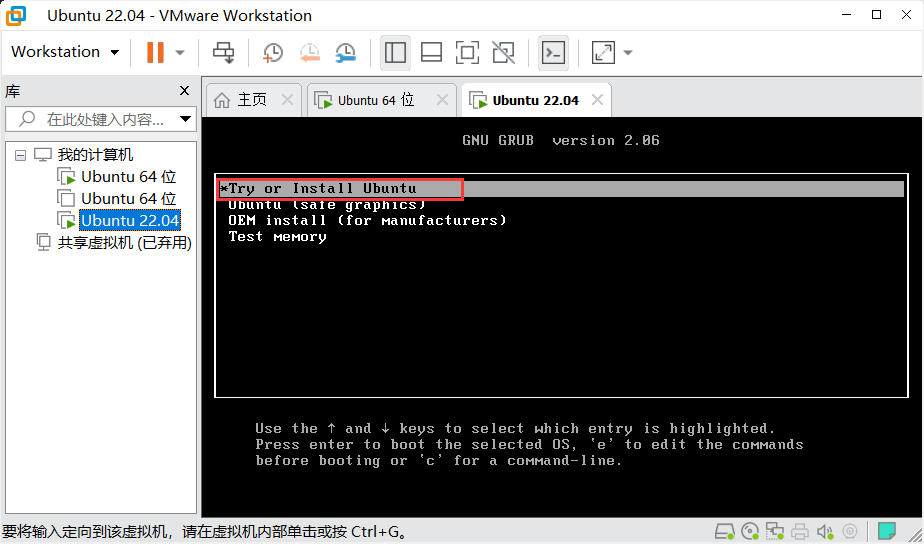 Ubuntu 22.04 - VMware Workstation
Workstation
库
主页
Ubuntu 64 位
Ubuntu 22.04
在此处键入内容...
我的计算机
Ubuntu 64 位
Ubuntu 64 位
Ubuntu 22.04
共享虚拟机 (已弃用)
GNU GRUB version 2.06
*Try or Install Ubuntu
Ubuntu (safe graphics)
OEM install (for manufacturers)
Test memory
Use the ↑ and ↓ keys to select which entry is highlighted.
Press enter to boot the selected OS, `e' to edit the commands
before booting or `c' for a command-line.
要将输入定向到该虚拟机，请在虚拟机内部单击或按 Ctrl+G。